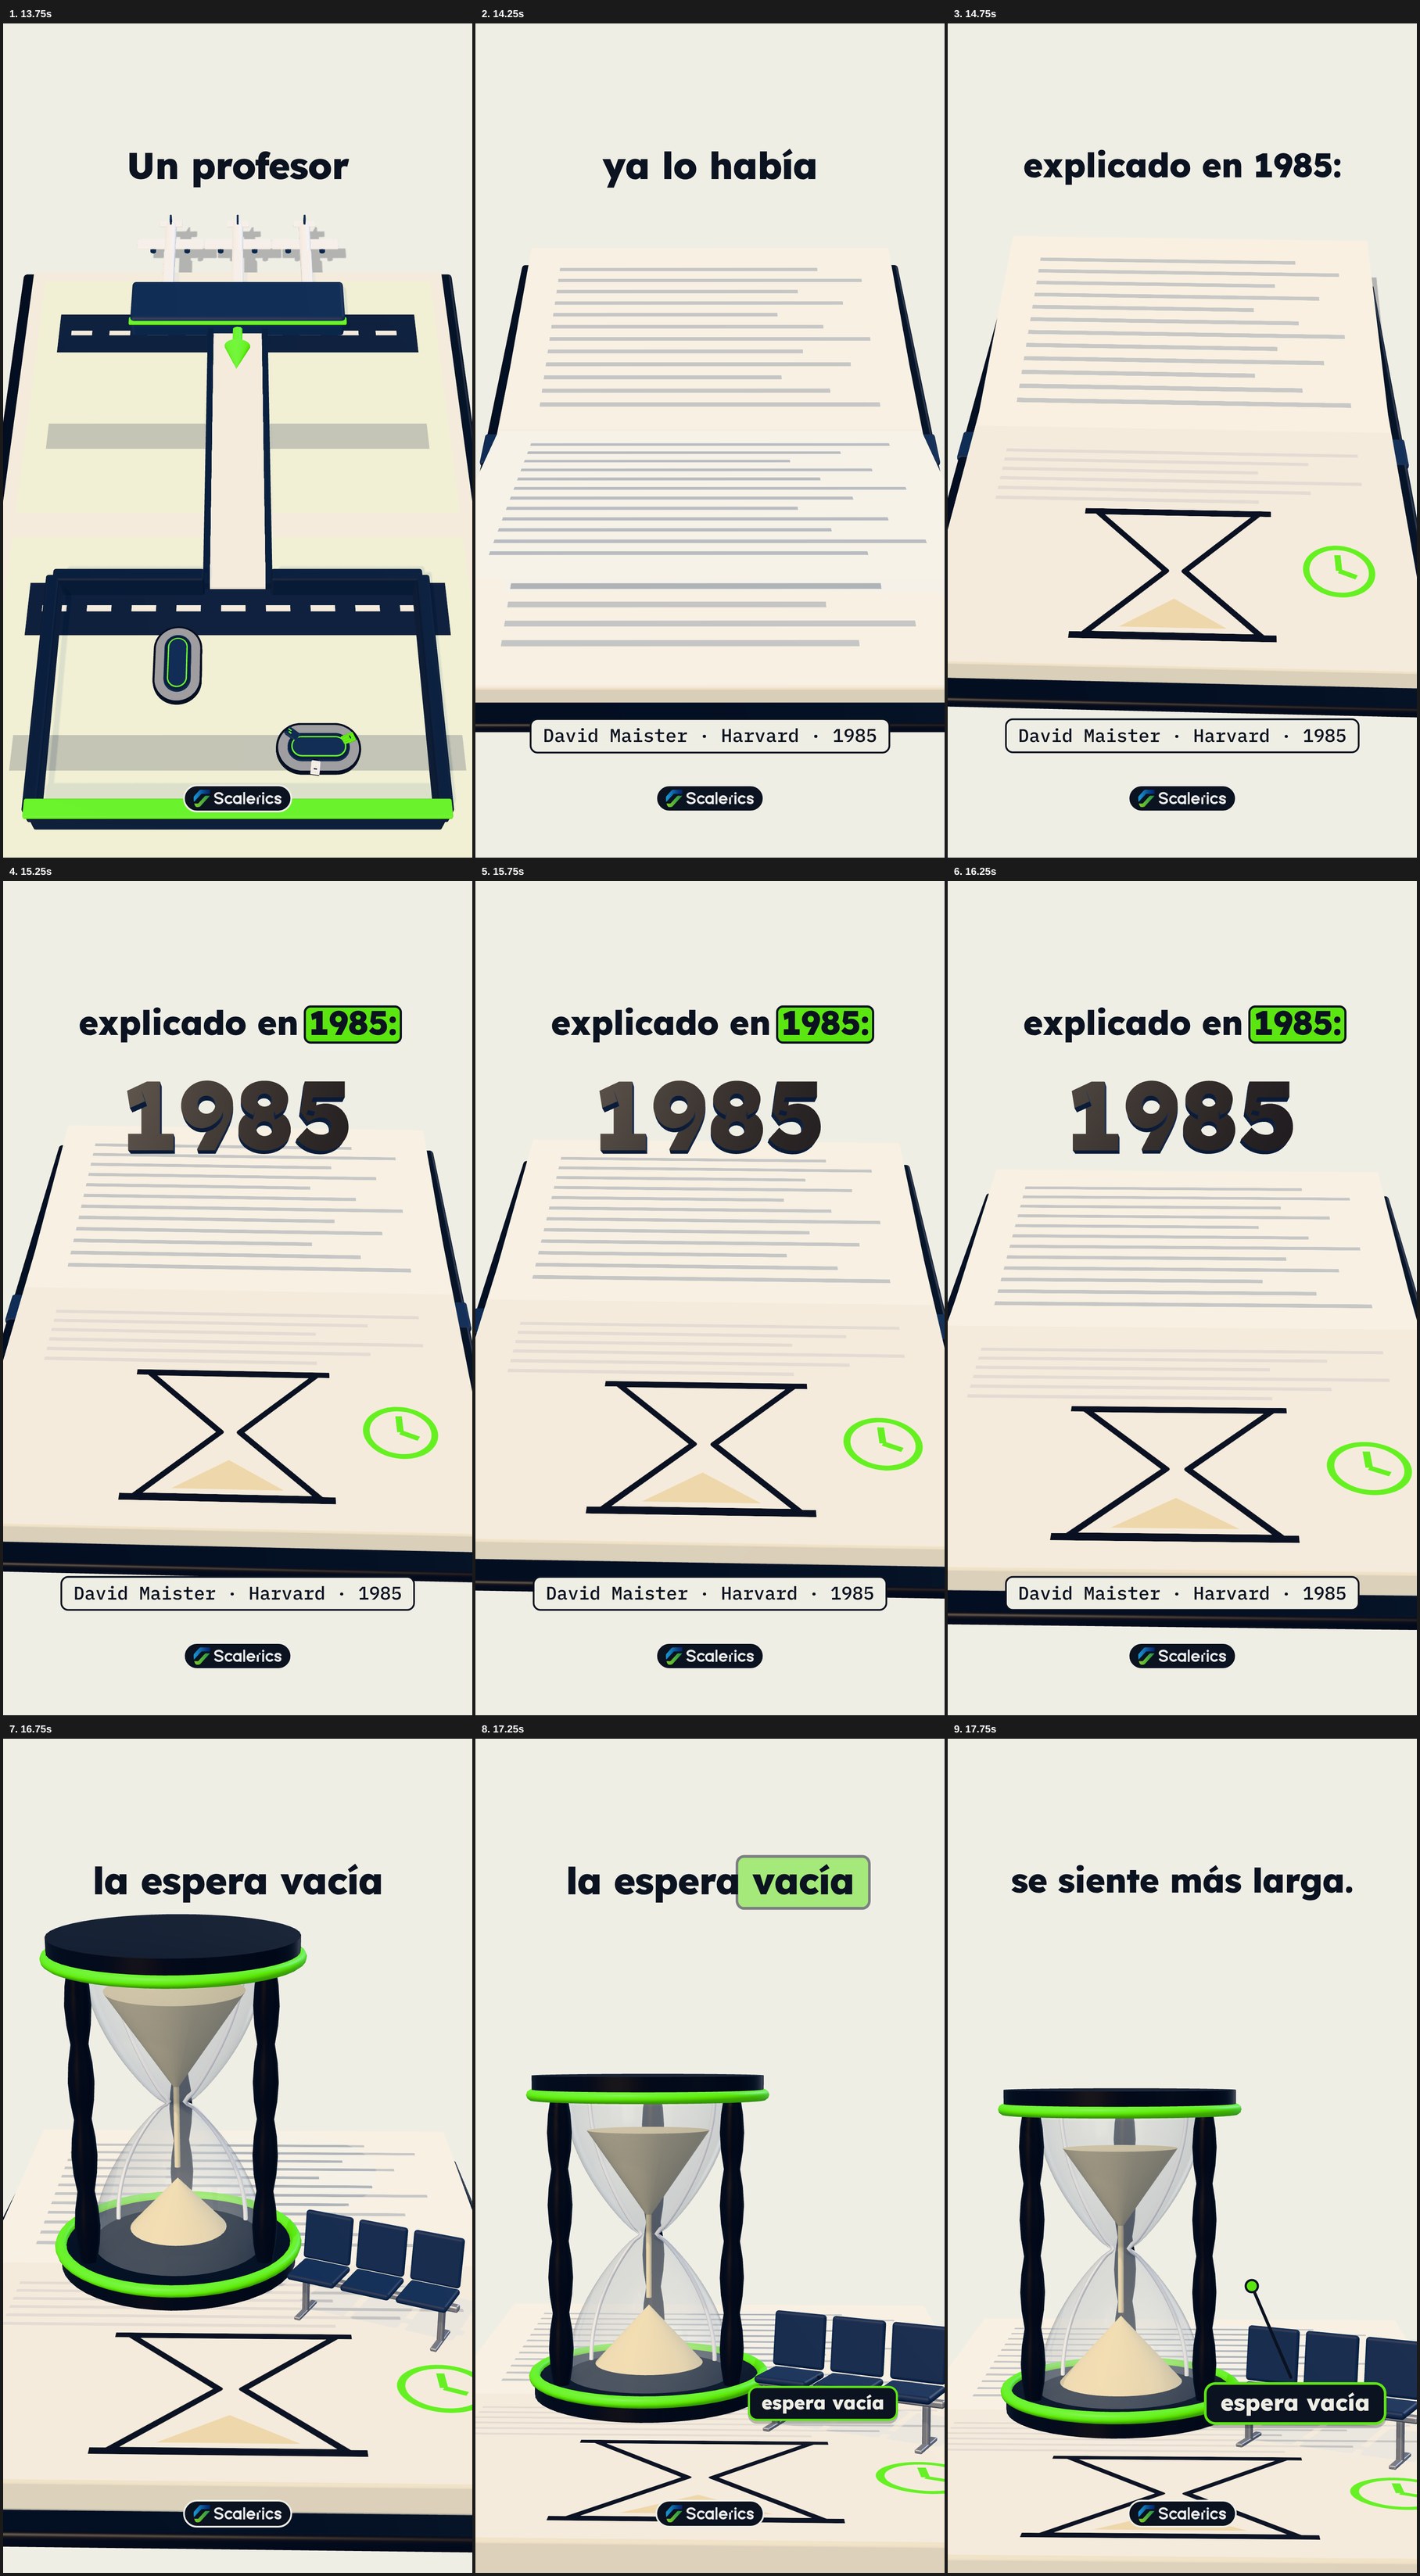 1. 13.75s
Un profesor
Scalerics
2. 14.25s
ya lo había
David Maister · Harvard · 1985
Scalerics
3. 14.75s
explicado en 1985:
David Maister · Harvard · 1985
Scalerics
4. 15.25s
explicado en 1985:
1985
David Maister · Harvard · 1985
Scalerics
5. 15.75s
explicado en 1985:
1985
David Maister · Harvard · 1985
Scalerics
6. 16.25s
explicado en 1985:
1985
David Maister · Harvard · 1985
Scalerics
7. 16.75s
la espera vacía
Scalerics
8. 17.25s
la espera vacía
espera vacía
Scalerics
9. 17.75s
se siente más larga.
espera vacía
Scalerics